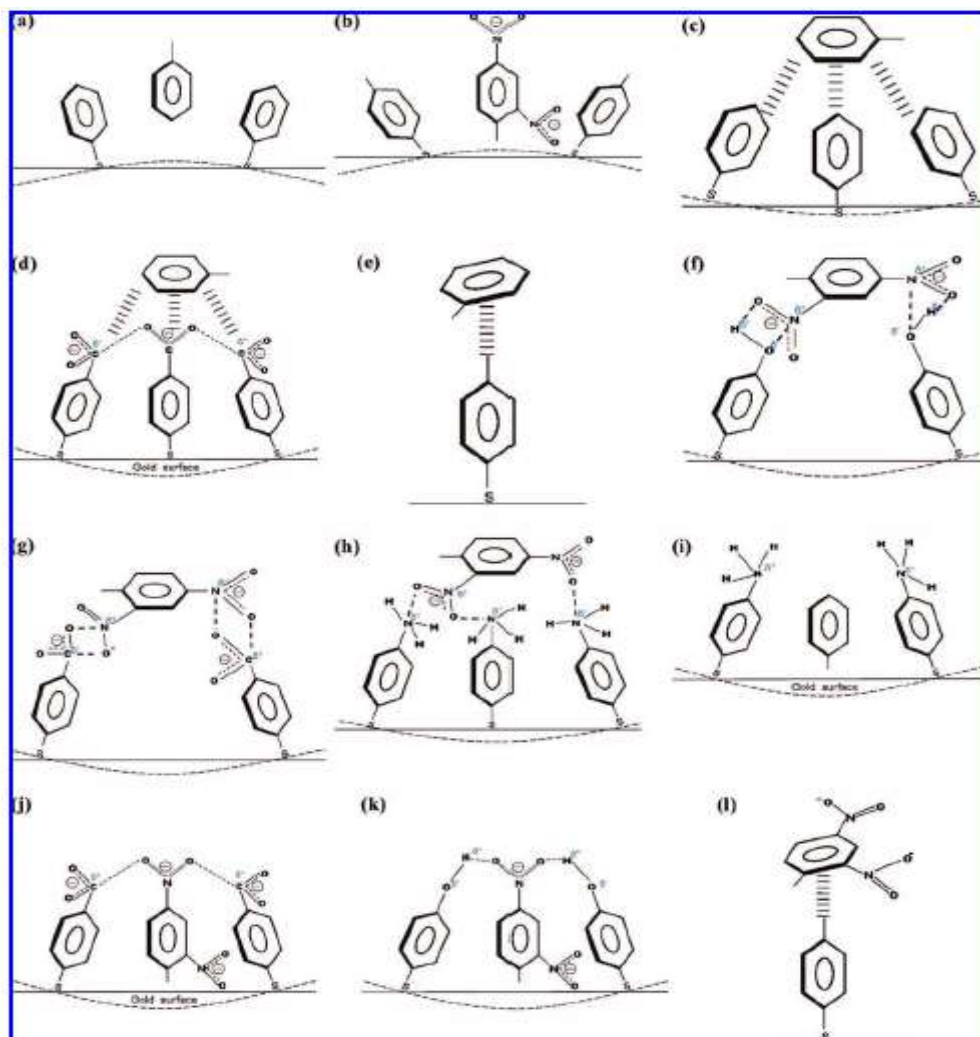 (a)
(b)
(c)
O O
N
N O
O
S S
S S
S S S
(d)
(e)
(f)
O O O O O O
C C C
S S S
Gold surface
S
O N O
N O
H O
O H
O
S S
(g)
(h)
(i)
N O
O N O
O O
O C O
O C
O
S S
N O
O N
O O
H N H H
N H H H
H N H H
S S S
H H
H N
H H
N H
S S
Gold surface
(j)
(k)
(l)
O O O O O O
C N C
N O
O
S S
Gold surface
H O O H
O N O
N O
O
S S
O N O
N O
O
S